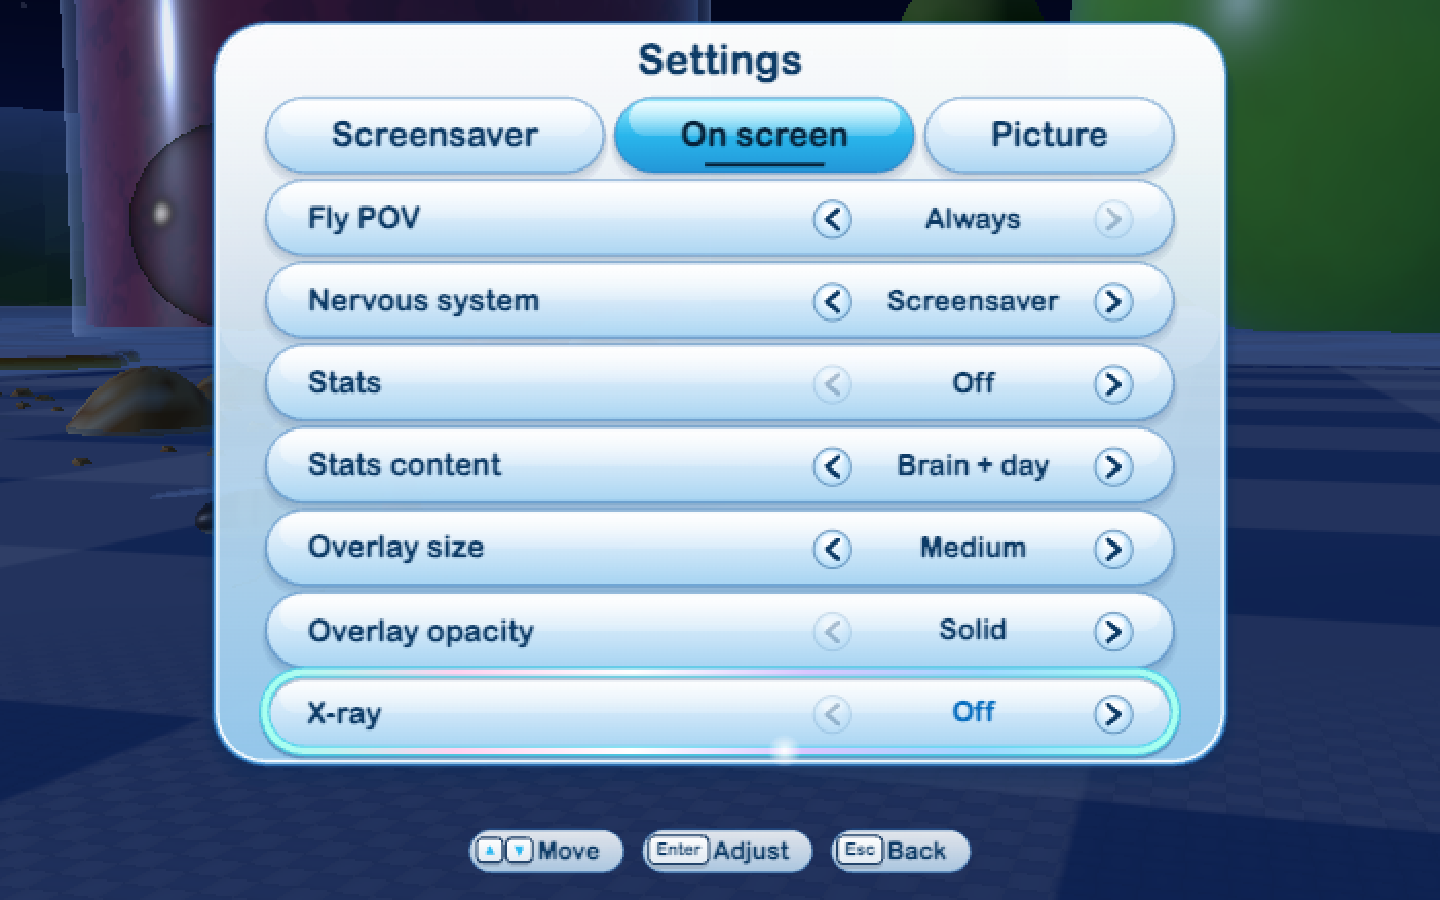 Settings
Screensaver On screen Picture
Fly POV Always
Nervous system Screensaver
Stats Off
Stats content Brain + day
Overlay size Medium
Overlay opacity Solid
X-ray Off
Move Enter Adjust Esc Back